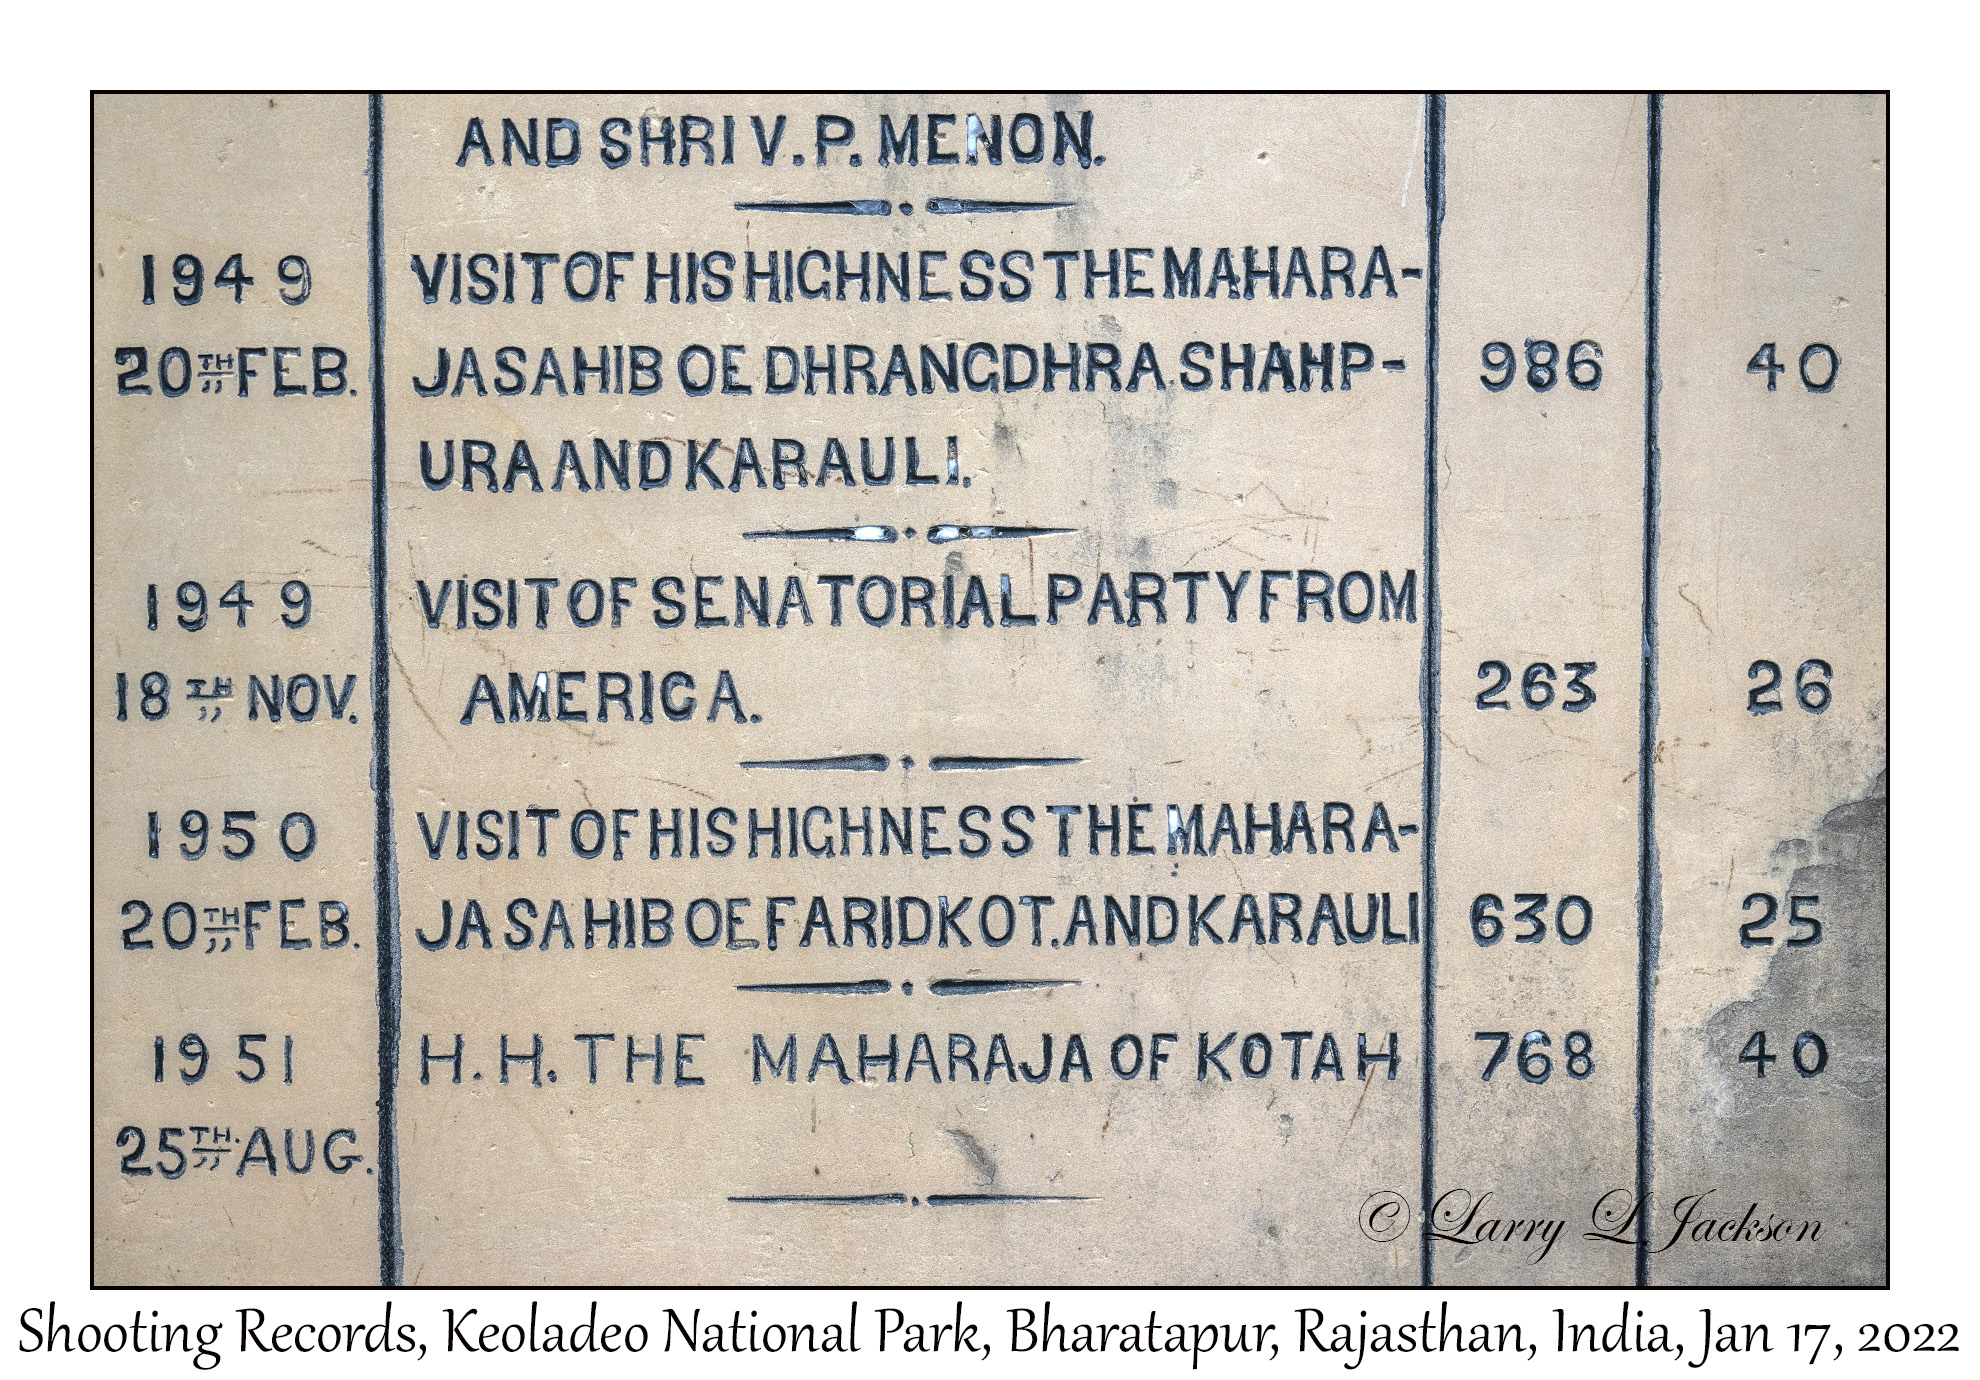 AND SHRI V. P. MENON.
1949 VISIT OF HIS HIGHNESS THE MAHARA-
20TH FEB. JA SAHIB OE DHRANGDHRA. SHAHP- 986 40
URA AND KARAULI.
1949 VISIT OF SENATORIAL PARTY FROM
18TH NOV. AMERICA. 263 26
1950 VISIT OF HIS HIGHNESS THE MAHARA-
20TH FEB. JA SAHIB OE FARIDKOT. AND KARAULI 630 25
1951 H. H. THE MAHARAJA OF KOTAH 768 40
25TH. AUG.
© Larry L Jackson
Shooting Records, Keoladeo National Park, Bharatapur, Rajasthan, India, Jan 17, 2022